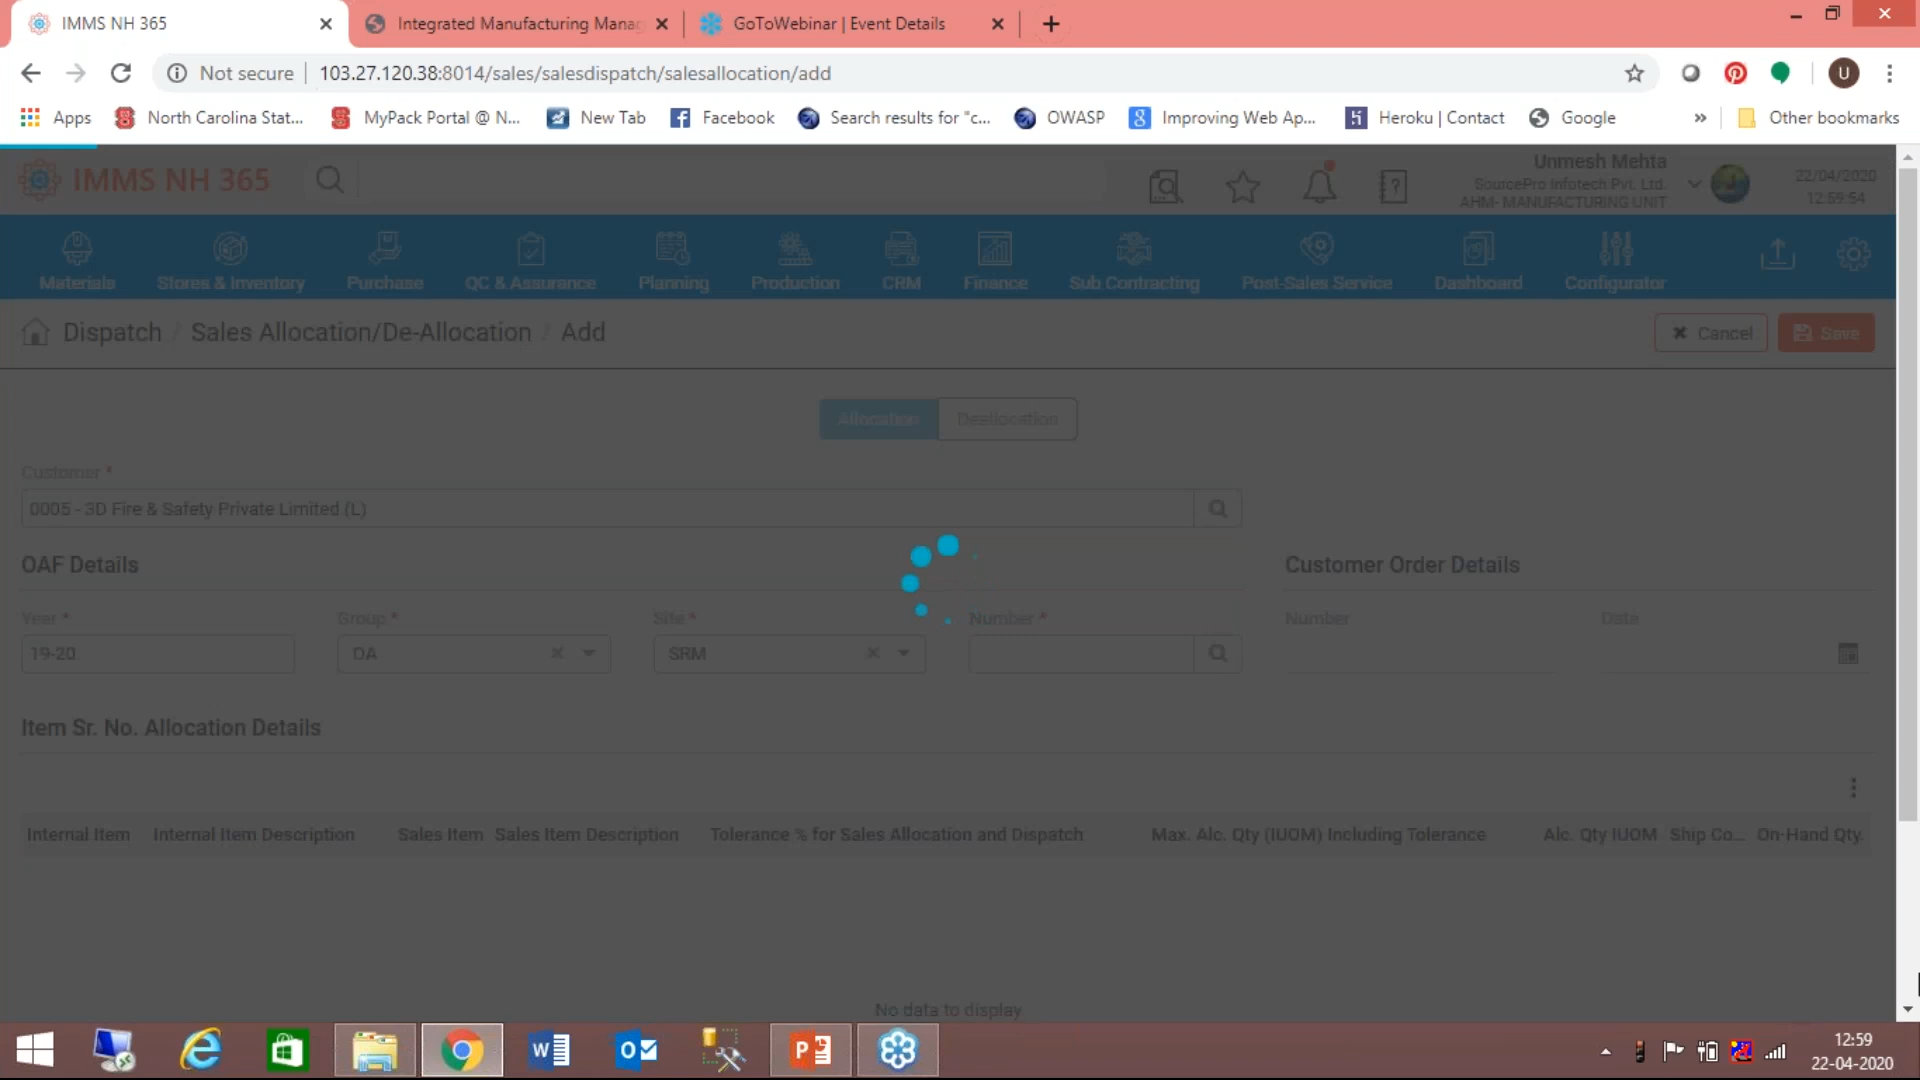 IMMS NH 365
Integrated Manufacturing Manag
GoToWebinar | Event Details
Not secure
103.27.120.38:8014/sales/salesdispatch/salesallocation/add
U
Apps
North Carolina Stat...
MyPack Portal @ N...
New Tab
Facebook
Search results for "c...
OWASP
Improving Web Ap...
Heroku | Contact
Google
»
Other bookmarks
IMMS NH 365
Unmesh Mehta
SourcePro Infotech Pvt. Ltd.
AHM- MANUFACTURING UNIT
22/04/2020
12:59:54
Materials
Stores & Inventory
Purchase
QC & Assurance
Planning
Production
CRM
Finance
Sub Contracting
Post-Sales Service
Dashboard
Configurator
Dispatch / Sales Allocation/De-Allocation / Add
Cancel
Save
Allocation
Deallocation
Customer *
0005 - 3D Fire & Safety Private Limited (L)
OAF Details
Customer Order Details
Year *
Group *
Site *
Number *
Number
Date
19-20
DA
SRM
Item Sr. No. Allocation Details
Internal Item
Internal Item Description
Sales Item
Sales Item Description
Tolerance % for Sales Allocation and Dispatch
Max. Alc. Qty (IUOM) Including Tolerance
Alc. Qty IUOM
Ship Co...
On-Hand Qty.
No data to display
12:59
22-04-2020